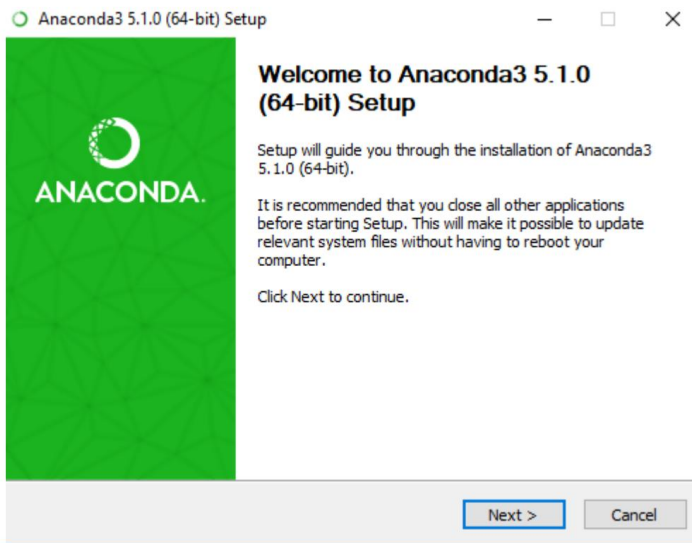 Anaconda3 5.1.0 (64-bit) Setup
Welcome to Anaconda3 5.1.0
(64-bit) Setup
ANACONDA.
Setup will guide you through the installation of Anaconda3
5.1.0 (64-bit).
It is recommended that you close all other applications
before starting Setup. This will make it possible to update
relevant system files without having to reboot your
computer.
Click Next to continue.
Next >
Cancel